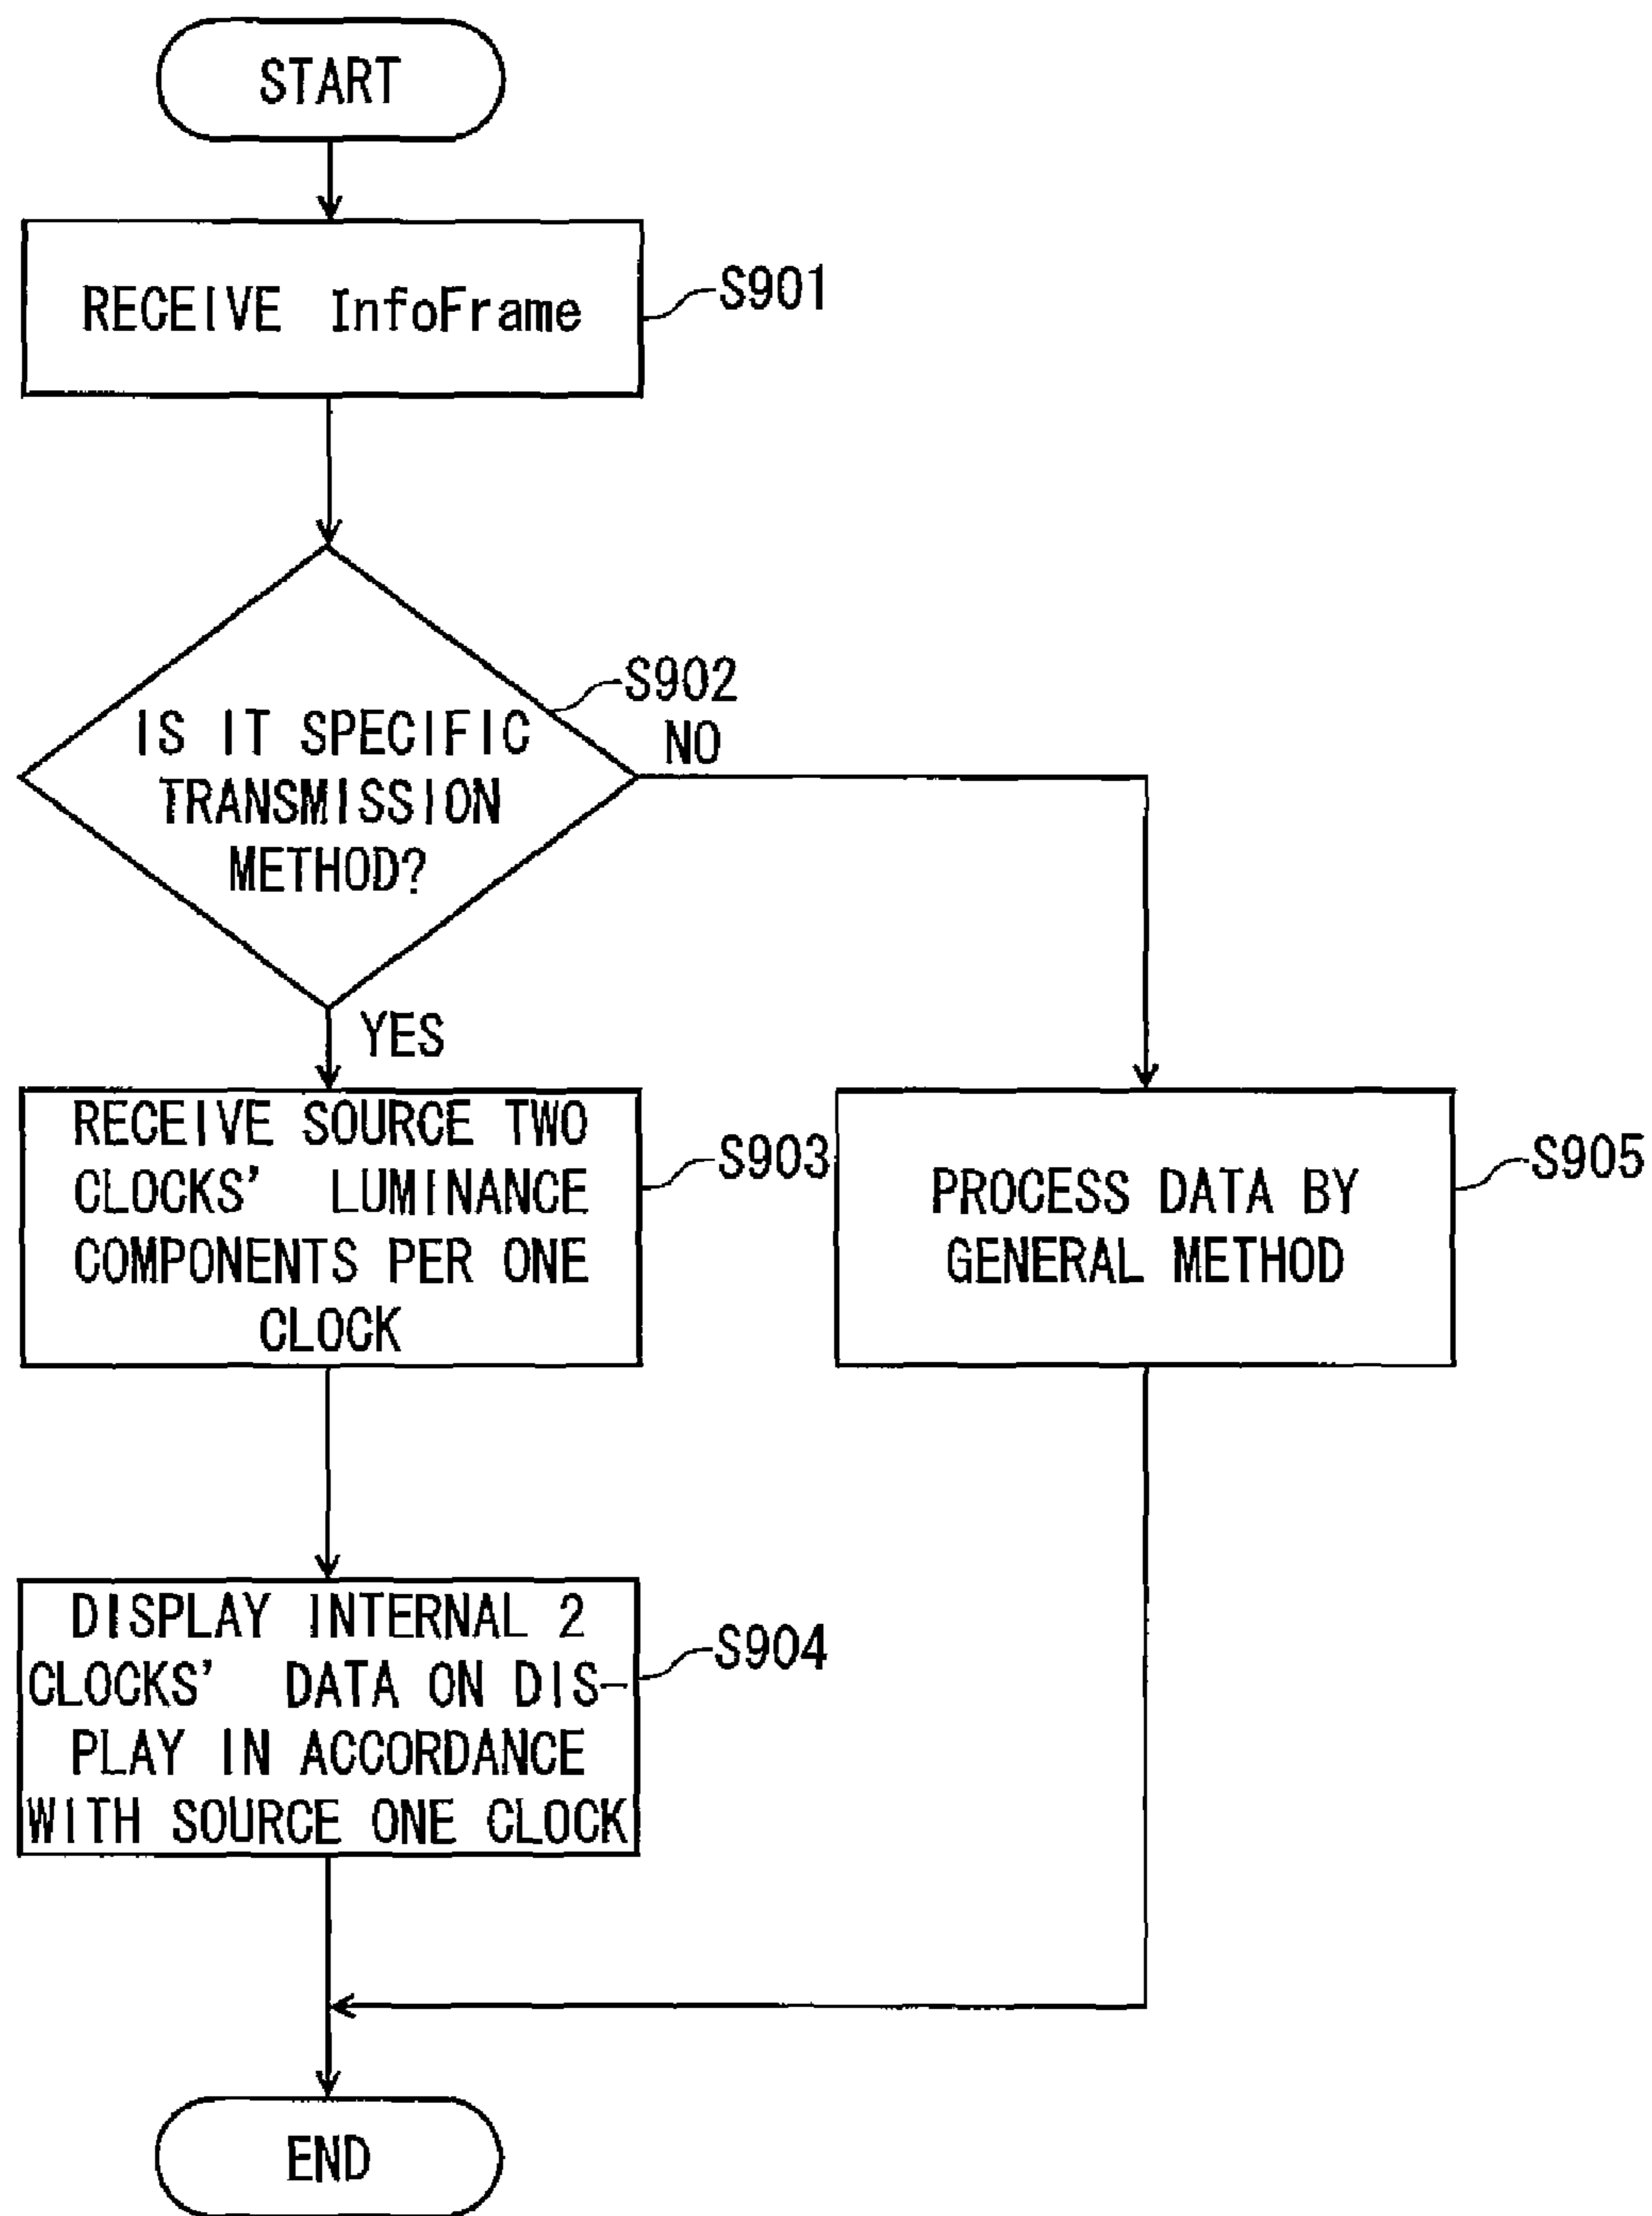 START
RECEIVE InfoFrame
S901
S902
IS IT SPECIFIC
TRANSMISSION
METHOD?
NO
YES
RECEIVE SOURCE TWO
CLOCKS' LUMINANCE
COMPONENTS PER ONE
CLOCK
S903
PROCESS DATA BY
GENERAL METHOD
S905
DISPLAY INTERNAL 2
CLOCKS' DATA ON DIS-
PLAY IN ACCORDANCE
WITH SOURCE ONE CLOCK
S904
END